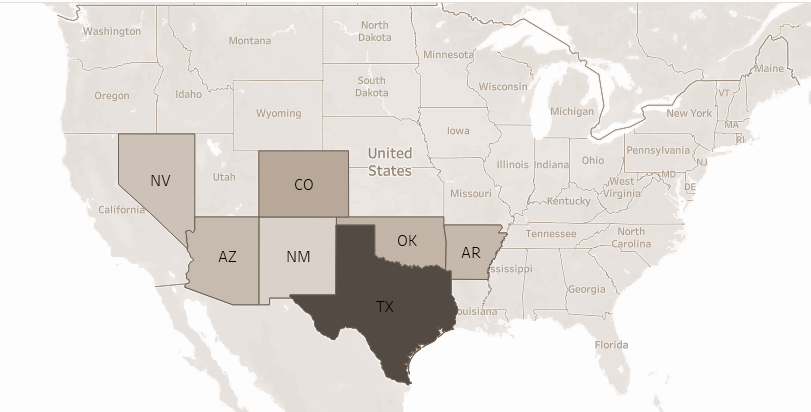 Washington
Montana
North
Dakota
Minnesota
Maine
Oregon
Idaho
South
Dakota
Wisconsin
VT
Wyoming
Michigan
New York
MA
Iowa
RI
United
States
Pennsylvania
NV
Utah
CO
Illinois
Indiana
Ohio
NJ
MD
DE
Missouri
West
Virginia
Kentucky
California
Tennessee
North
Carolina
AZ
NM
OK
AR
ssissippi
Georgia
TX
ouisiana
Florida